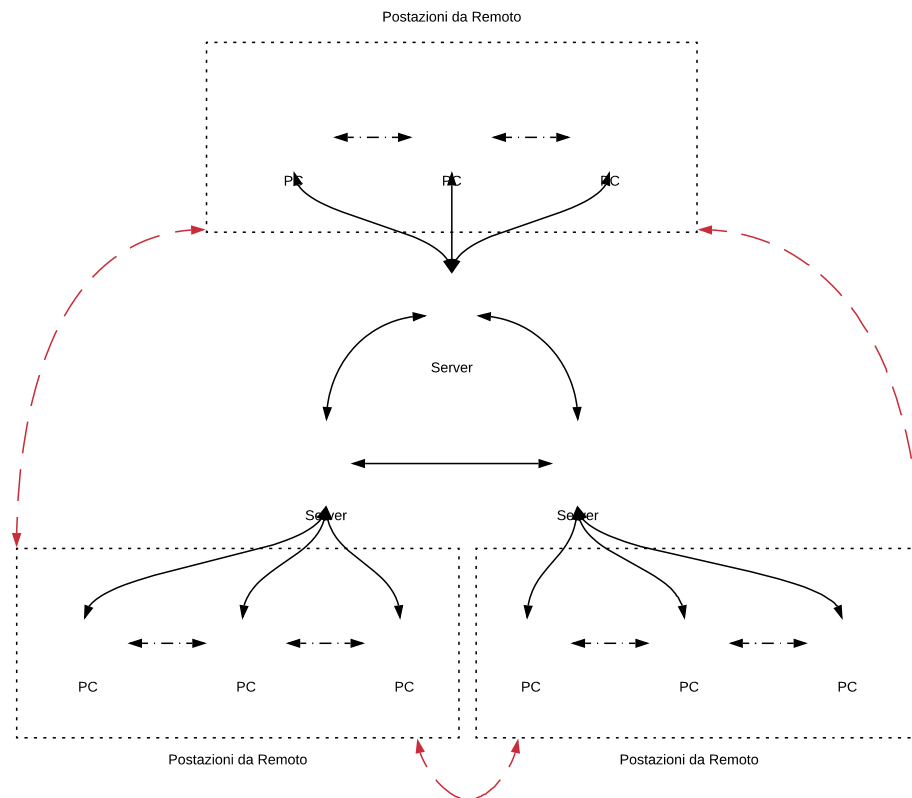 Postazioni da Remoto
PC PC PC
Server
Server Server
PC PC PC PC PC PC
Postazioni da Remoto Postazioni da Remoto